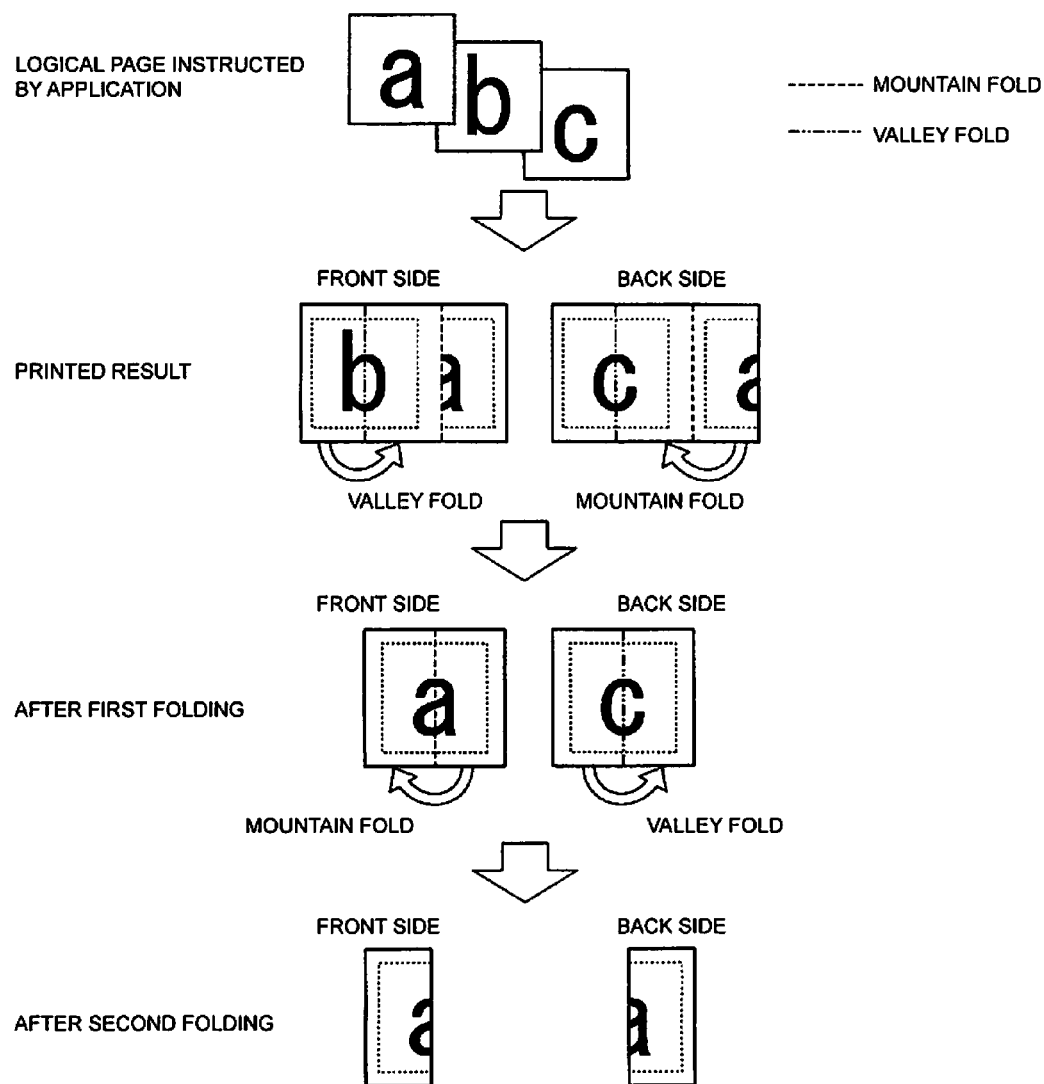 LOGICAL PAGE INSTRUCTED
BY APPLICATION
a
b
c
MOUNTAIN FOLD
VALLEY FOLD
FRONT SIDE
BACK SIDE
PRINTED RESULT
b
a
c
a
VALLEY FOLD
MOUNTAIN FOLD
FRONT SIDE
BACK SIDE
AFTER FIRST FOLDING
a
c
MOUNTAIN FOLD
VALLEY FOLD
FRONT SIDE
BACK SIDE
AFTER SECOND FOLDING
a
a